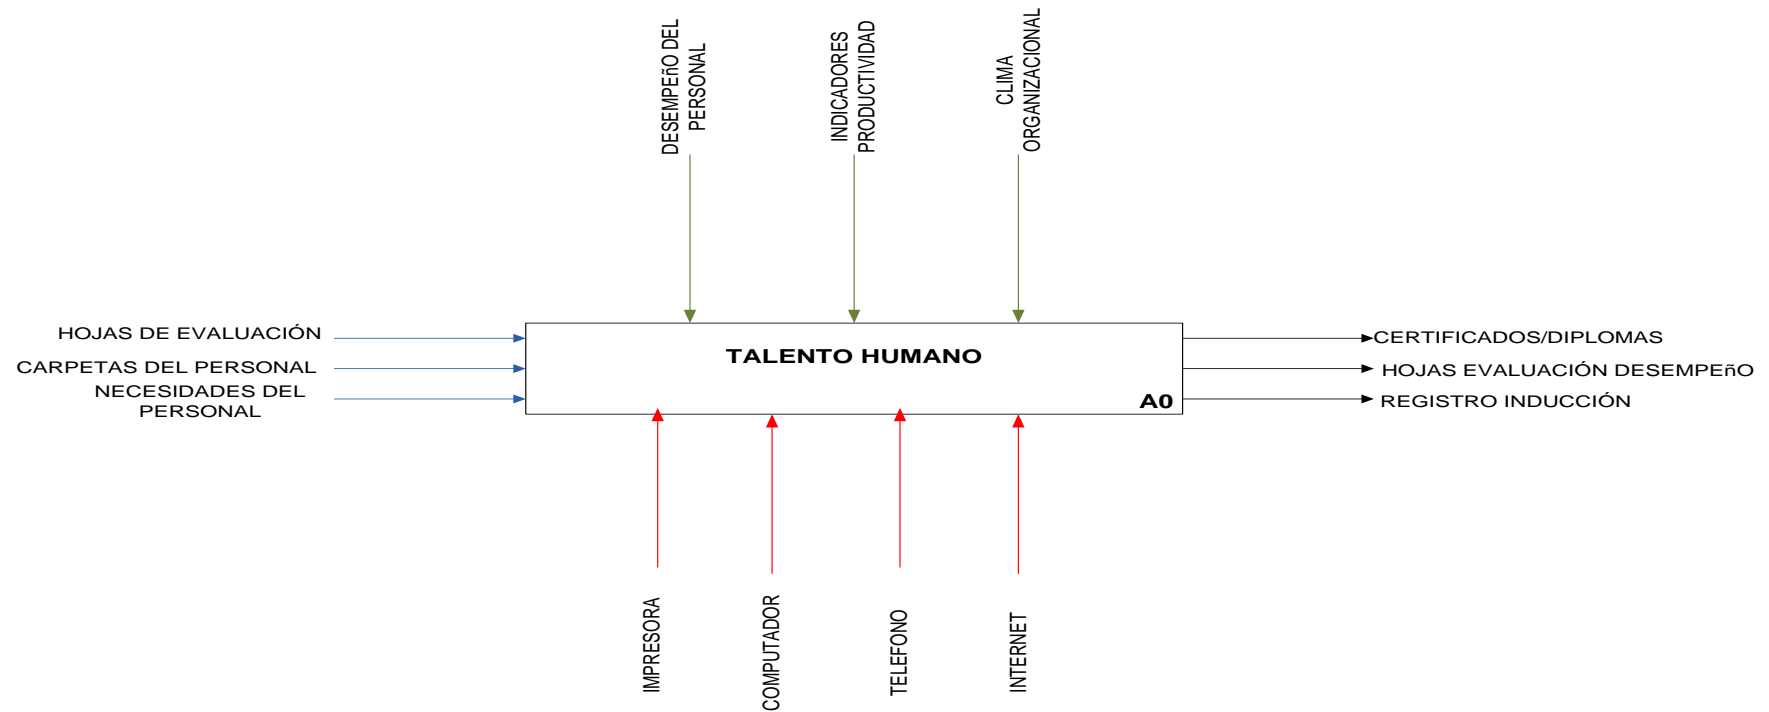 DESEMPEñO DEL
PERSONAL
INDICADORES
PRODUCTIVIDAD
CLIMA
ORGANIZACIONAL
HOJAS DE EVALUACIÓN
CARPETAS DEL PERSONAL
NECESIDADES DEL
PERSONAL
TALENTO HUMANO
A0
CERTIFICADOS/DIPLOMAS
HOJAS EVALUACIÓN DESEMPEñO
REGISTRO INDUCCIÓN
IMPRESORA
COMPUTADOR
TELEFONO
INTERNET